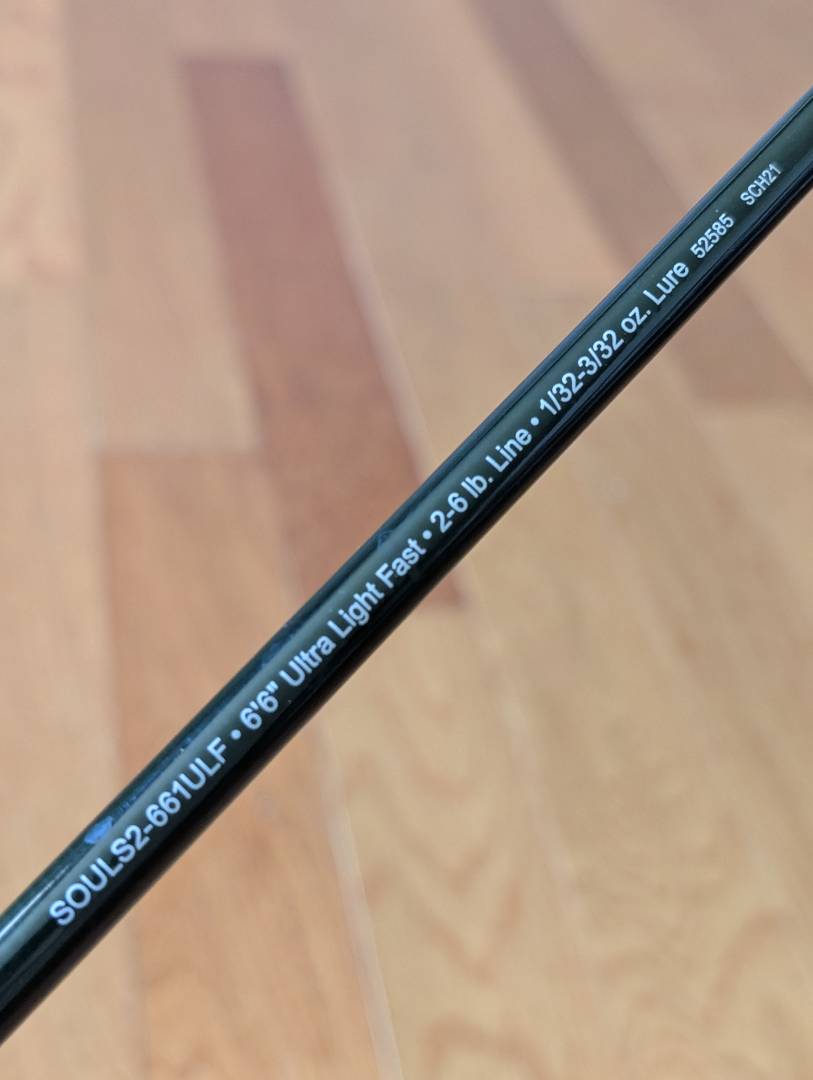 SOULS2-661ULF • 6'6" Ultra Light Fast • 2-6 lb. Line • 1/32-3/32 oz. Lure 52585 SCH21